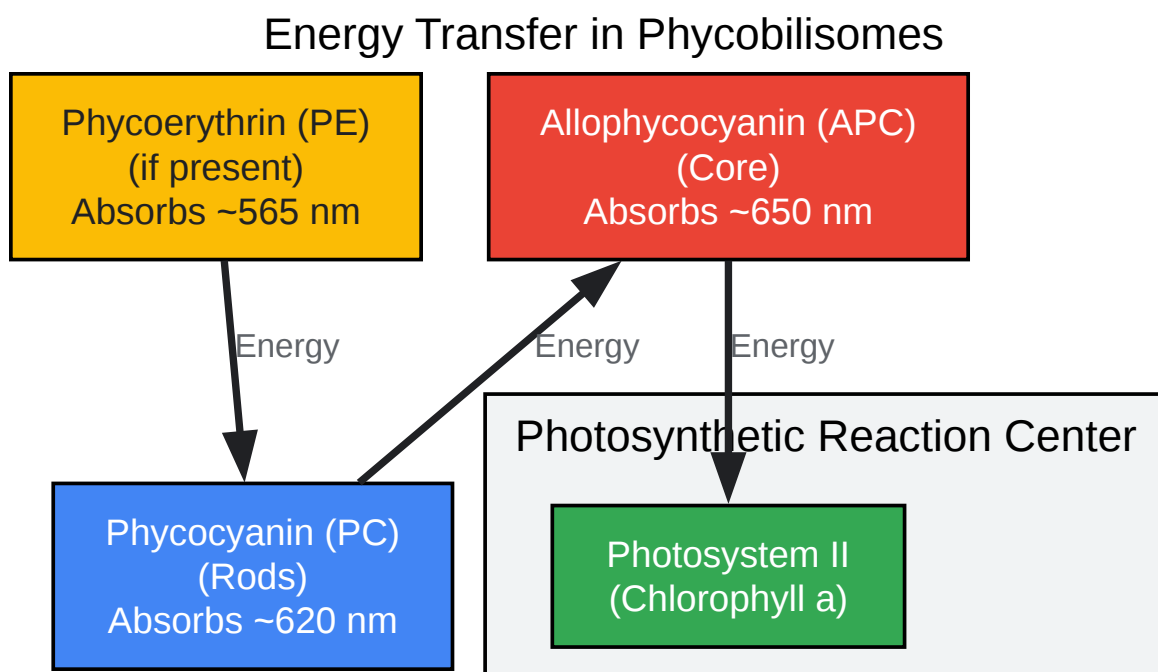 Energy Transfer in Phycobilisomes
Phycoerythrin (PE)
(if present)
Absorbs ~565 nm
Allophycocyanin (APC)
(Core)
Absorbs ~650 nm
Energy
Energy
Energy
Photosynthetic Reaction Center
Phycocyanin (PC)
(Rods)
Absorbs ~620 nm
Photosystem II
(Chlorophyll a)